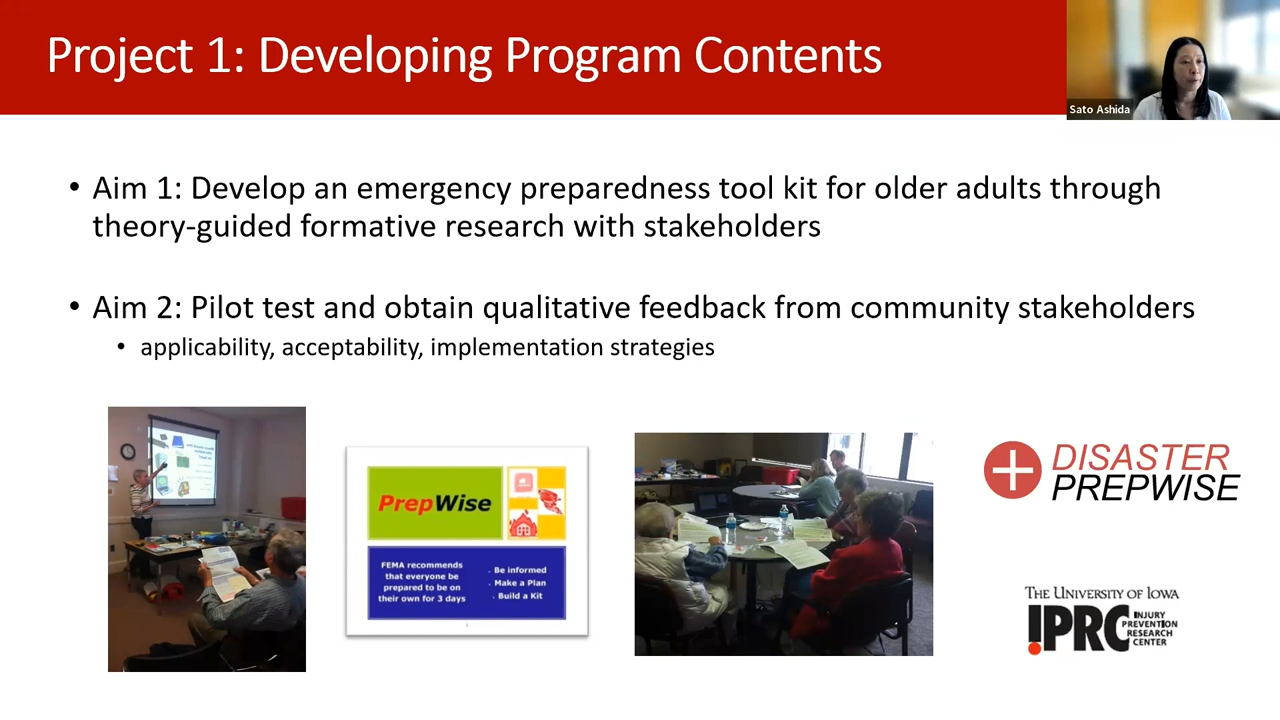 Project 1: Developing Program Contents
Sato Ashida
• Aim 1: Develop an emergency preparedness tool kit for older adults through
theory-guided formative research with stakeholders
• Aim 2: Pilot test and obtain qualitative feedback from community stakeholders
• applicability, acceptability, implementation strategies
PrepWise
FEMA recommends
that everyone be
prepared to be on
their own for 3 days
. Be informed
. Make a Plan
. Build a Kit
DISASTER
PREPWISE
THE UNIVERSITY OF IOWA
IPRC
INJURY
PREVENTION
RESEARCH
CENTER